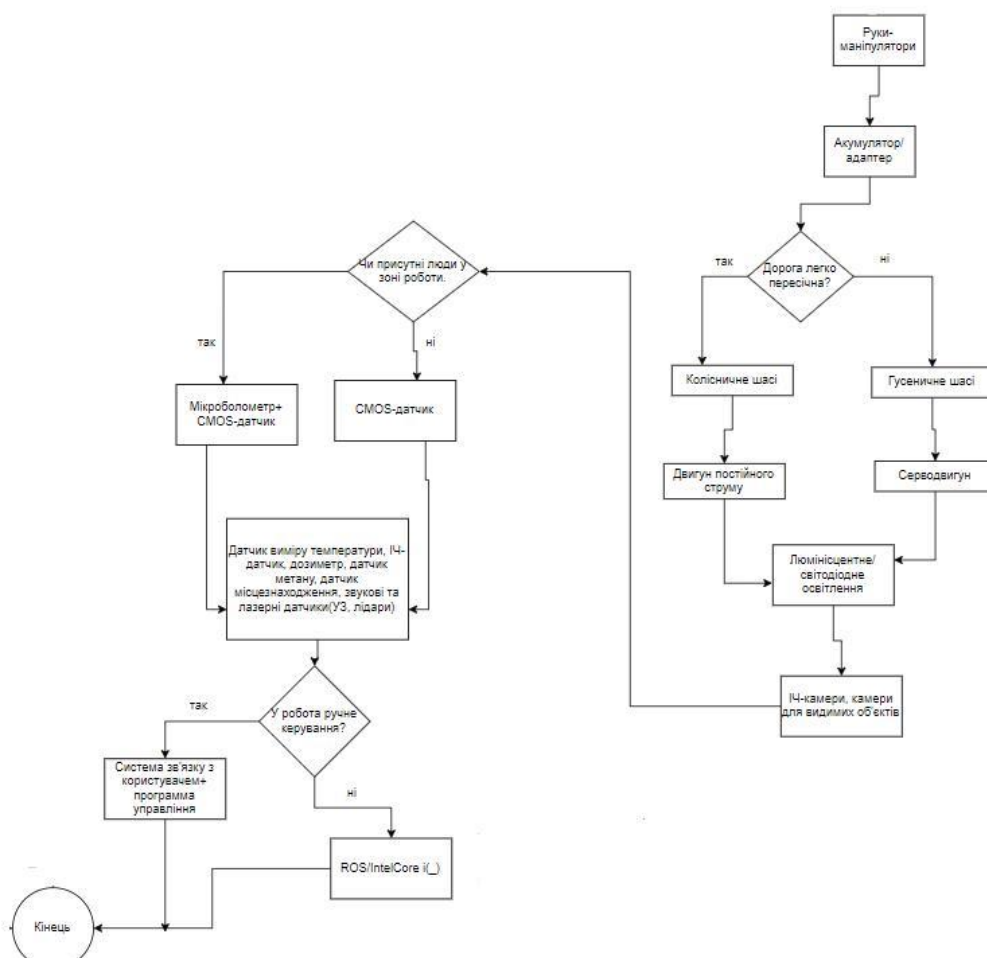 Руки-
маніпулятори
Акумулятор/
адаптер
Дорога легко
пересічна?
так
ні
Колісничне шасі
Гусеничне шасі
Двигун постійного
струму
Серводвигун
Люмінісцентне/
світодіодне
освітлення
ІЧ-камери, камери
для видимих об'єктів
Чи присутні люди у
зоні роботи.
так
ні
Мікроболометр+
CMOS-датчик
CMOS-датчик
Датчик виміру температури, ІЧ-
датчик, дозиметр, датчик
метану, датчик
місцезнаходження, звукові та
лазерні датчики(УЗ, лідари)
У робота ручне
керування?
так
ні
Система зв'язку з
користувачем+
программа
управління
ROS/IntelCore i(_)
Кінець